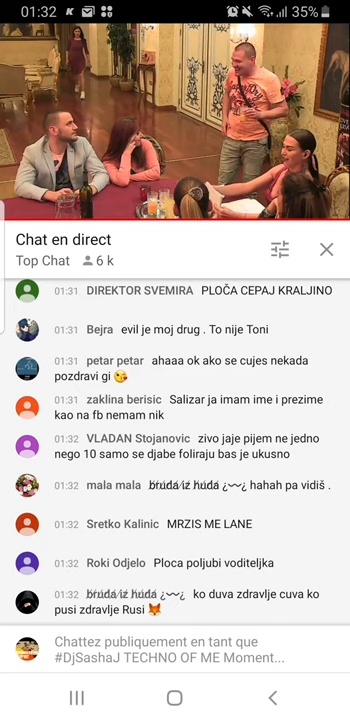 01:32
35%
Chat en direct
Top Chat 6 k
01:31 DIREKTOR SVEMIRA PLOČA CEPAJ KRALJINO
01:31 Bejra evil je moj drug . To nije Toni
01:31 petar petar ahaaa ok ako se cujes nekada
pozdravi gi 😘
01:31 zaklina berisic Salizar ja imam ime i prezime
kao na fb nemam nik
01:32 VLADAN Stojanovic zivo jaje pijem ne jedno
nego 10 samo se djabe foliraju bas je ukusno
01:32 mala mala b̷r̷u̷d̷a̷ ̷i̷z̷ ̷h̷u̷d̷a̷ ¿〰¿ hahah pa vidiš .
01:32 Sretko Kalinic MRZIS ME LANE
01:32 Roki Odjelo Ploca poljubi voditeljka
01:32 b̷r̷u̷d̷a̷ ̷i̷z̷ ̷h̷u̷d̷a̷ ¿〰¿ ko duva zdravlje cuva ko
pusi zdravlje Rusi 🦊
Chattez publiquement en tant que
#DjSashaJ TECHNO OF ME Moment...